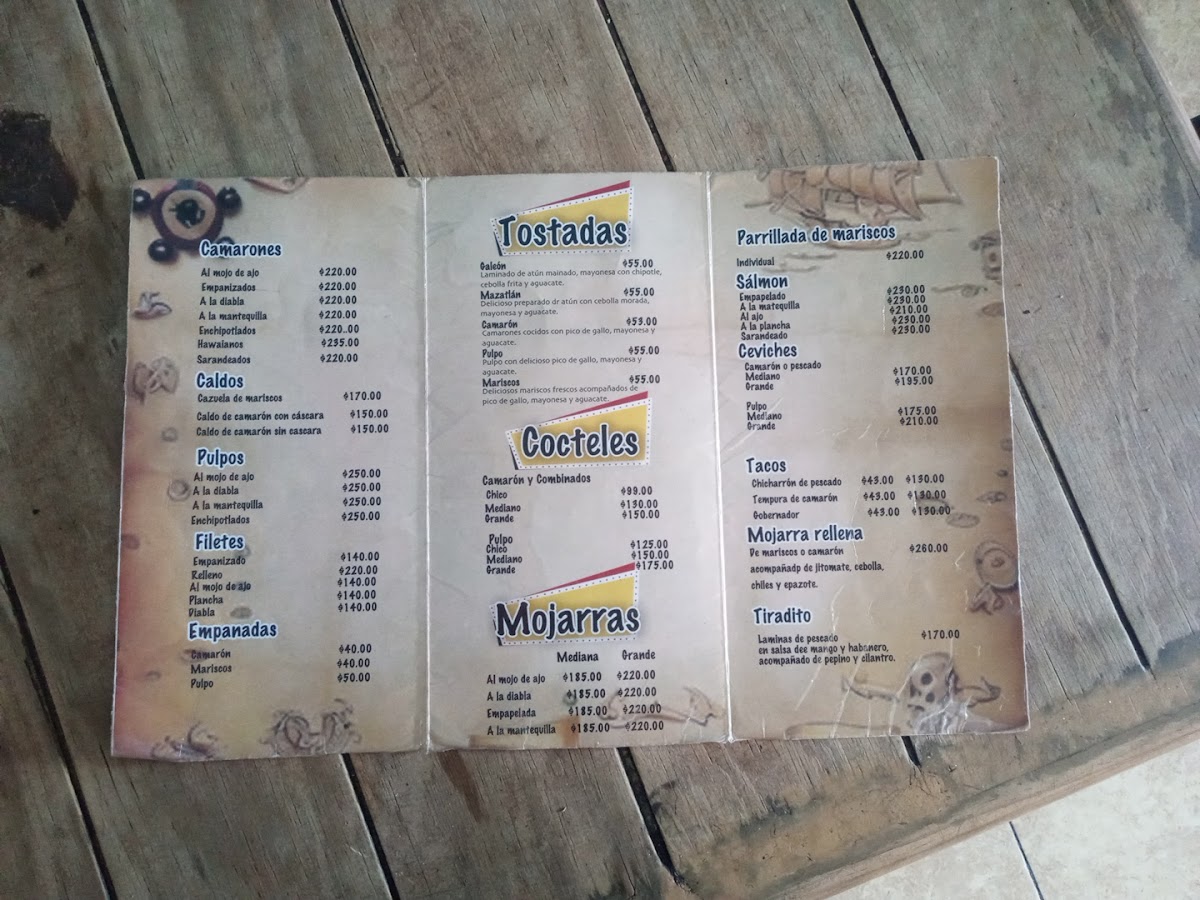 Camarones
Al mojo de ajo $220.00
Empanizados $220.00
A la diabla $220.00
A la mantequilla $220.00
Enchipotlados $220..00
Hawaianos $235.00
Sarandeados $220.00
Caldos
Cazuela de mariscos $170.00
Caldo de camarón con cáscara $150.00
Caldo de camarón sin cascara $150.00
Pulpos
Al mojo de ajo $250.00
A la diabla $250.00
A la mantequilla $250.00
Enchipotlados $250.00
Filetes
Empanizado $140.00
Relleno $220.00
Al mojo de ajo $140.00
Plancha $140.00
Diabla $140.00
Empanadas
Camarón $40.00
Mariscos $40.00
Pulpo $50.00
Tostadas
Galeón $55.00
Laminado de atún mainado, mayonesa con chipotle,
cebolla frita y aguacate.
Mazatlán $55.00
Delicioso preparado dr atún con cebolla morada,
mayonesa y aguacate.
Camarón $53.00
Camarones cocidos con pico de gallo, mayonesa y
aguacate.
Pulpo $55.00
Pulpo con delicioso pico de gallo, mayonesa y
aguacate.
Mariscos $55.00
Deliciosos mariscos frescos acompañados de
pico de gallo, mayonesa y aguacate.
Cocteles
Camarón y Combinados
Chico $99.00
Mediano $130.00
Grande $150.00
Pulpo
Chico $125.00
Mediano $150.00
Grande $175.00
Mojarras
Mediana Grande
Al mojo de ajo $185.00 $220.00
A la diabla $185.00 $220.00
Empapelada $185.00 $220.00
A la mantequilla $185.00 $220.00
Parrillada de mariscos
Individual $220.00
Sálmon
Empapelado $230.00
A la matequilla $230.00
Al ajo $210.00
A la plancha $230.00
Sarandeado $230.00
Ceviches
Camarón o pescado
Mediano $170.00
Grande $195.00
Pulpo
Mediano $175.00
Grande $210.00
Tacos
Chicharrón de pescado $43.00 $130.00
Tempura de camarón $43.00 $130.00
Gobernador $43.00 $130.00
Mojarra rellena
De mariscos o camarón $260.00
acompañadp de jitomate, cebolla,
chiles y epazote.
Tiradito
Laminas de pescado $170.00
en salsa dee mango y habanero,
acompañado de pepino y cilantro.